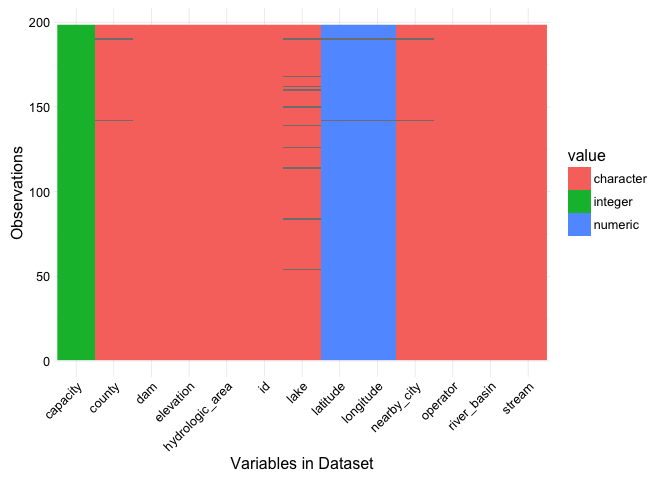 200
150
100
50
0
Observations
capacity
county
dam
elevation
hydrologic_area
id
lake
latitude
longitude
nearby_city
operator
river_basin
stream
Variables in Dataset
value
character
integer
numeric